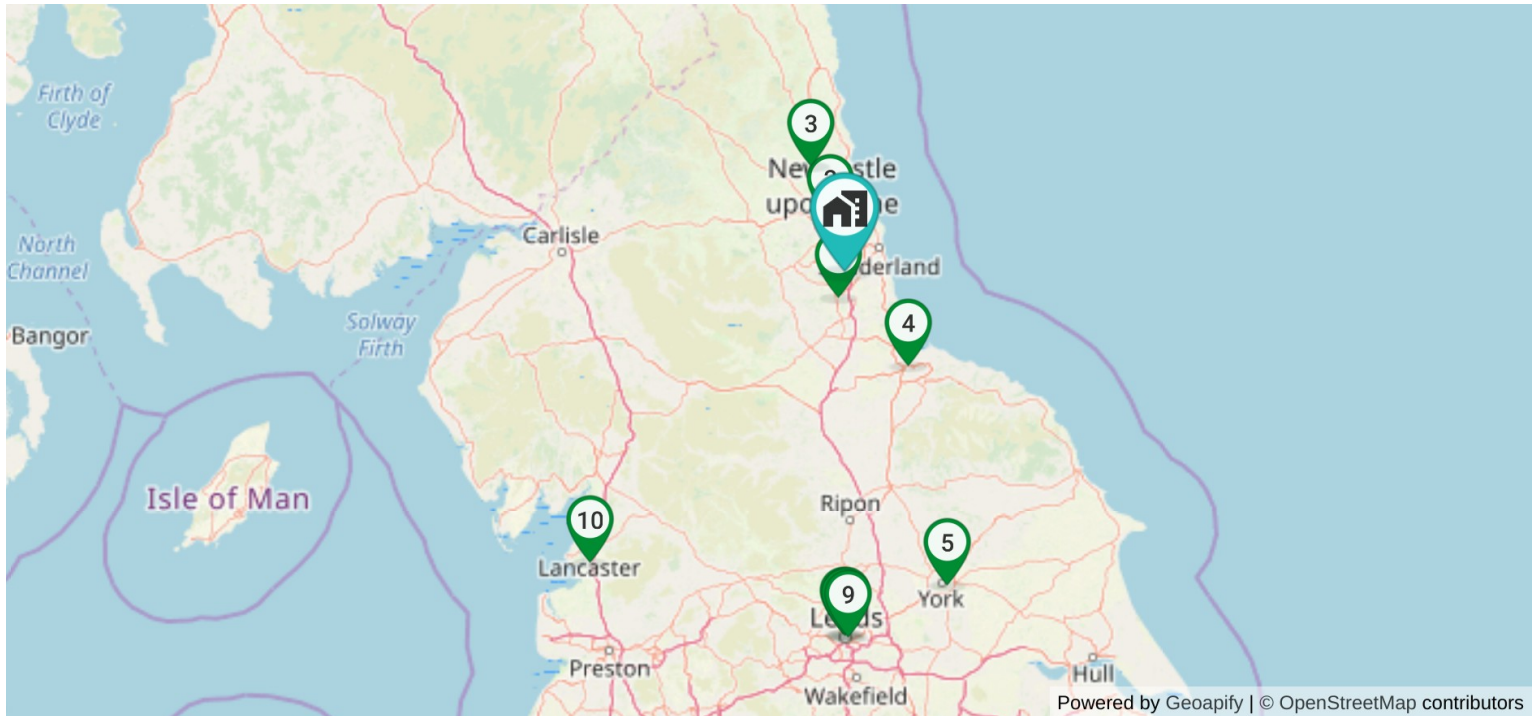 Firth of
Clyde
3
Carlisle
North
Channel
Bangor
Solway
Firth
4
Isle of Man
Ripon
10
5
Lancaster
9
York
Preston
Hull
Wakefield
Powered by Geoapify | © OpenStreetMap contributors